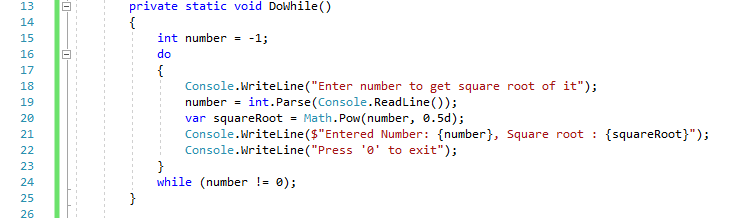 13 private static void DoWhile()
14 {
15 int number = -1;
16 do
17 {
18 Console.WriteLine("Enter number to get square root of it");
19 number = int.Parse(Console.ReadLine());
20 var squareRoot = Math.Pow(number, 0.5d);
21 Console.WriteLine($"Entered Number: {number}, Square root : {squareRoot}");
22 Console.WriteLine("Press '0' to exit");
23 }
24 while (number != 0);
25 }
26